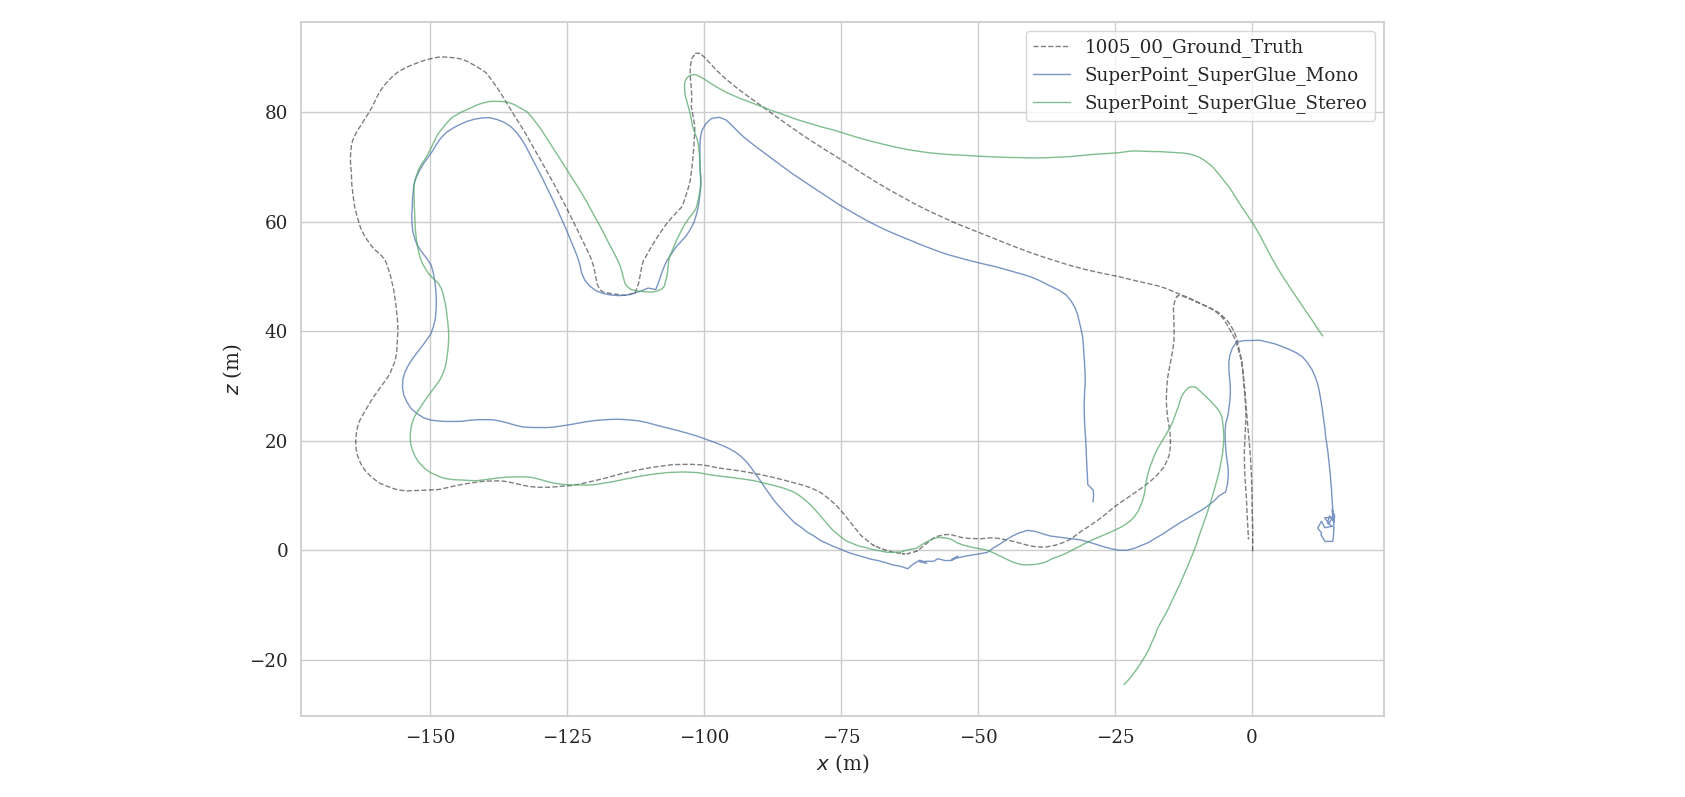 1005_00_Ground_Truth
SuperPoint_SuperGlue_Mono
SuperPoint_SuperGlue_Stereo
80
60
40
20
0
−20
z (m)
−150 −125 −100 −75 −50 −25 0
x (m)